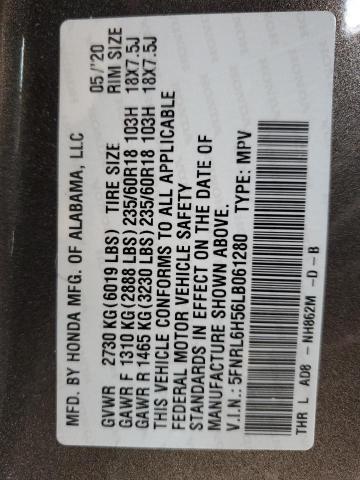 MFD. BY HONDA MFG. OF ALABAMA, LLC 05/'20
GVWR 2730 KG(6019 LBS) TIRE SIZE RIM SIZE
GAWR F 1310 KG(2888 LBS)235/60R18 103H 18X7.5J
GAWR R 1465 KG(3230 LBS)235/60R18 103H 18X7.5J
THIS VEHICLE CONFORMS TO ALL APPLICABLE
FEDERAL MOTOR VEHICLE SAFETY
STANDARDS IN EFFECT ON THE DATE OF
MANUFACTURE SHOWN ABOVE.
V.I.N.: 5FNRL6H56LB061280 TYPE: MPV
THR L A08 - NH862M -D-B